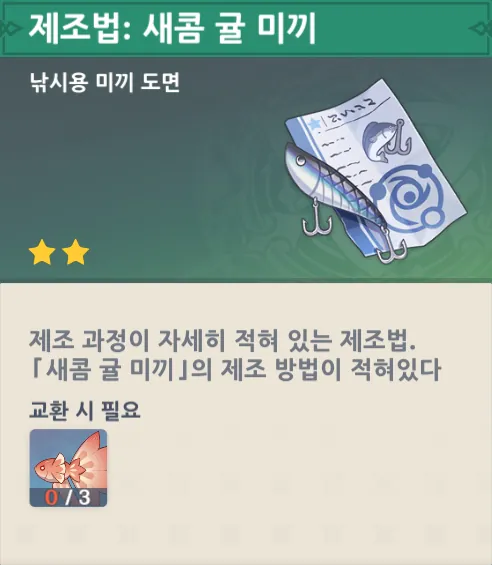 제조법: 새콤 귤 미끼
낚시용 미끼 도면
제조 과정이 자세히 적혀 있는 제조법.
「새콤 귤 미끼」의 제조 방법이 적혀있다
교환 시 필요
0 / 3